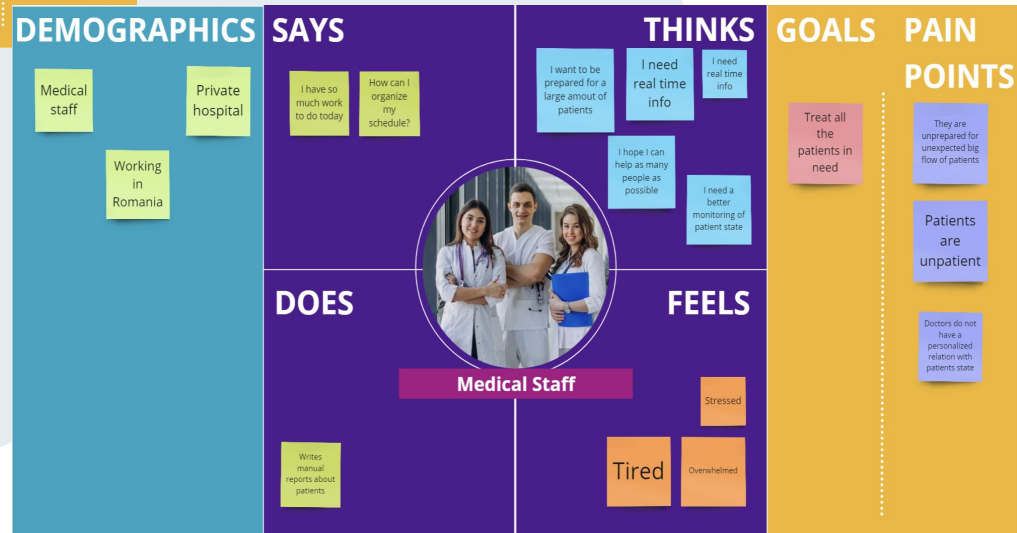 DEMOGRAPHICS
Medical
staff
Private
hospital
Working
in
Romania
SAYS
I have so
much work
to do today
How can I
organize
my
schedule?
THINKS
I want to be
prepared for a
large amout of
patients
I need
real time
info
I need
real time
info
I hope I can
help as many
people as
possible
I need a
better
monitoring of
patient state
DOES
Writes
manual
reports about
patients
FEELS
Stressed
Tired
Overwhelmed
Medical Staff
GOALS
Treat all
the
patients in
need
PAIN
POINTS
They are
unprepared for
unexpected big
flow of patients
Patients
are
unpatient
Doctors do not
have a
personalized
relation with
patients state